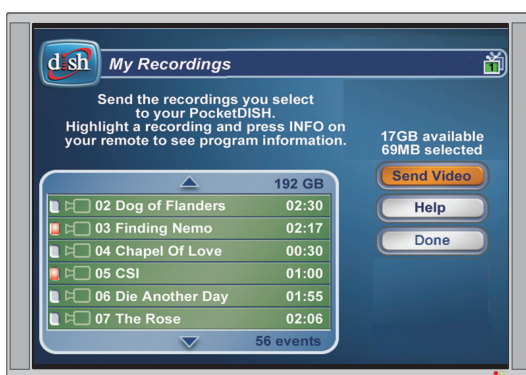 dish
My Recordings
1
Send the recordings you select
to your PocketDISH.
Highlight a recording and press INFO on
your remote to see program information.
17GB available
69MB selected
192 GB
02 Dog of Flanders 02:30
03 Finding Nemo 02:17
04 Chapel Of Love 00:30
05 CSI 01:00
06 Die Another Day 01:55
07 The Rose 02:06
56 events
Send Video
Help
Done